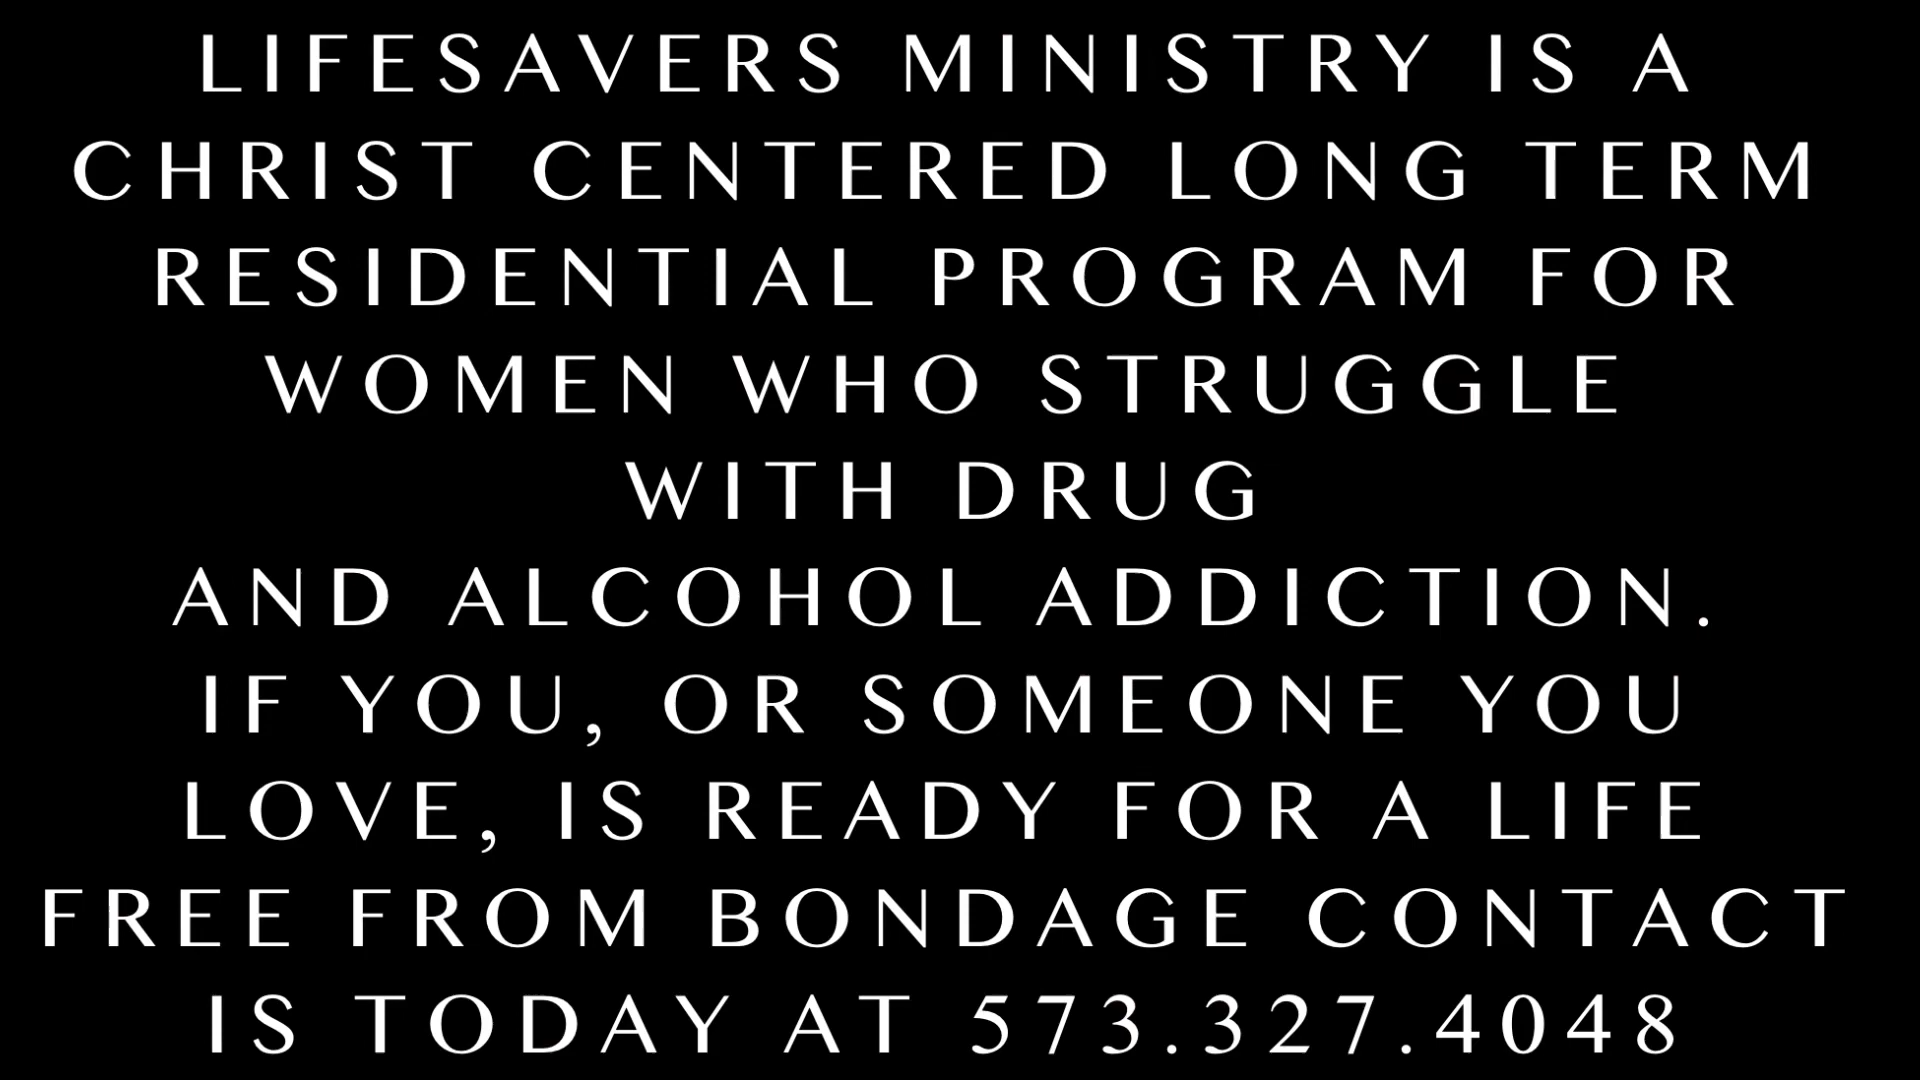 LIFESAVERS MINISTRY IS A
CHRIST CENTERED LONG TERM
RESIDENTIAL PROGRAM FOR
WOMEN WHO STRUGGLE
WITH DRUG
AND ALCOHOL ADDICTION.
IF YOU, OR SOMEONE YOU
LOVE, IS READY FOR A LIFE
FREE FROM BONDAGE CONTACT
IS TODAY AT 573.327.4048